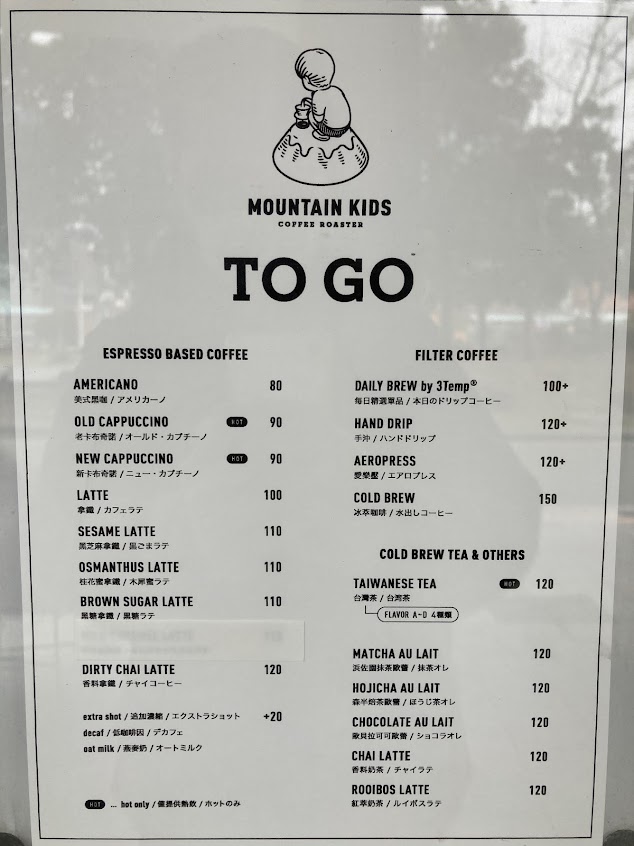 MOUNTAIN KIDS
COFFEE ROASTER
TO GO
ESPRESSO BASED COFFEE
AMERICANO 80
美式黑咖 / アメリカーノ
OLD CAPPUCCINO HOT 90
老卡布奇諾 / オールド・カプチーノ
NEW CAPPUCCINO HOT 90
新卡布奇諾 / ニュー・カプチーノ
LATTE 100
拿鐵 / カフェラテ
SESAME LATTE 110
黑芝麻拿鐵 / 黒ごまラテ
OSMANTHUS LATTE 110
桂花蜜拿鐵 / 木犀蜜ラテ
BROWN SUGAR LATTE 110
黑糖拿鐵 / 黒糖ラテ
DIRTY CHAI LATTE 120
香料拿鐵 / チャイコーヒー
extra shot / 追加濃縮 / エクストラショット +20
decaf / 低咖啡因 / デカフェ
oat milk / 燕麥奶 / オートミルク
HOT ... hot only / 僅提供熱飲 / ホットのみ
FILTER COFFEE
DAILY BREW by 3Temp® 100+
每日精選單品 / 本日のドリップコーヒー
HAND DRIP 120+
手沖 / ハンドドリップ
AEROPRESS 120+
愛樂壓 / エアロプレス
COLD BREW 150
冰萃咖啡 / 水出しコーヒー
COLD BREW TEA & OTHERS
TAIWANESE TEA HOT 120
台灣茶 / 台湾茶
FLAVOR A~D 4種類
MATCHA AU LAIT 120
浜佐園抹茶歐蕾 / 抹茶オレ
HOJICHA AU LAIT 120
森半焙茶歐蕾 / ほうじ茶オレ
CHOCOLATE AU LAIT 120
歐貝拉可可歐蕾 / ショコラオレ
CHAI LATTE 120
香料奶茶 / チャイラテ
ROOIBOS LATTE 120
紅萃奶茶 / ルイボスラテ